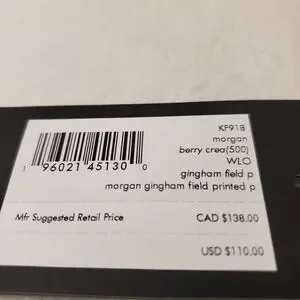 KF918
morgan
berry crea(500)
WLO
gingham field p
morgan gingham field printed p
1 96021 45130 0
Mfr Suggested Retail Price
CAD $138.00
USD $110.00